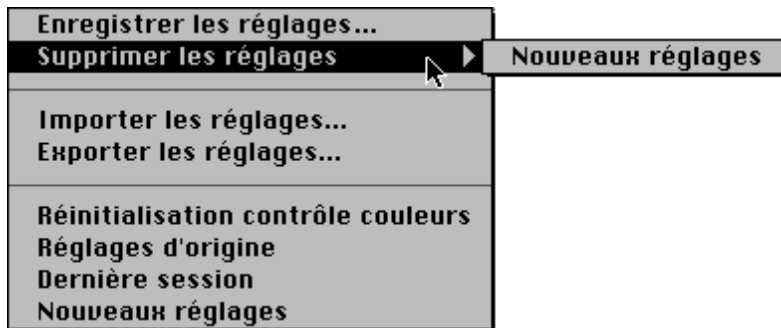 Enregistrer les réglages...
Supprimer les réglages
Nouveaux réglages
Importer les réglages...
Exporter les réglages...
Réinitialisation contrôle couleurs
Réglages d'origine
Dernière session
Nouveaux réglages